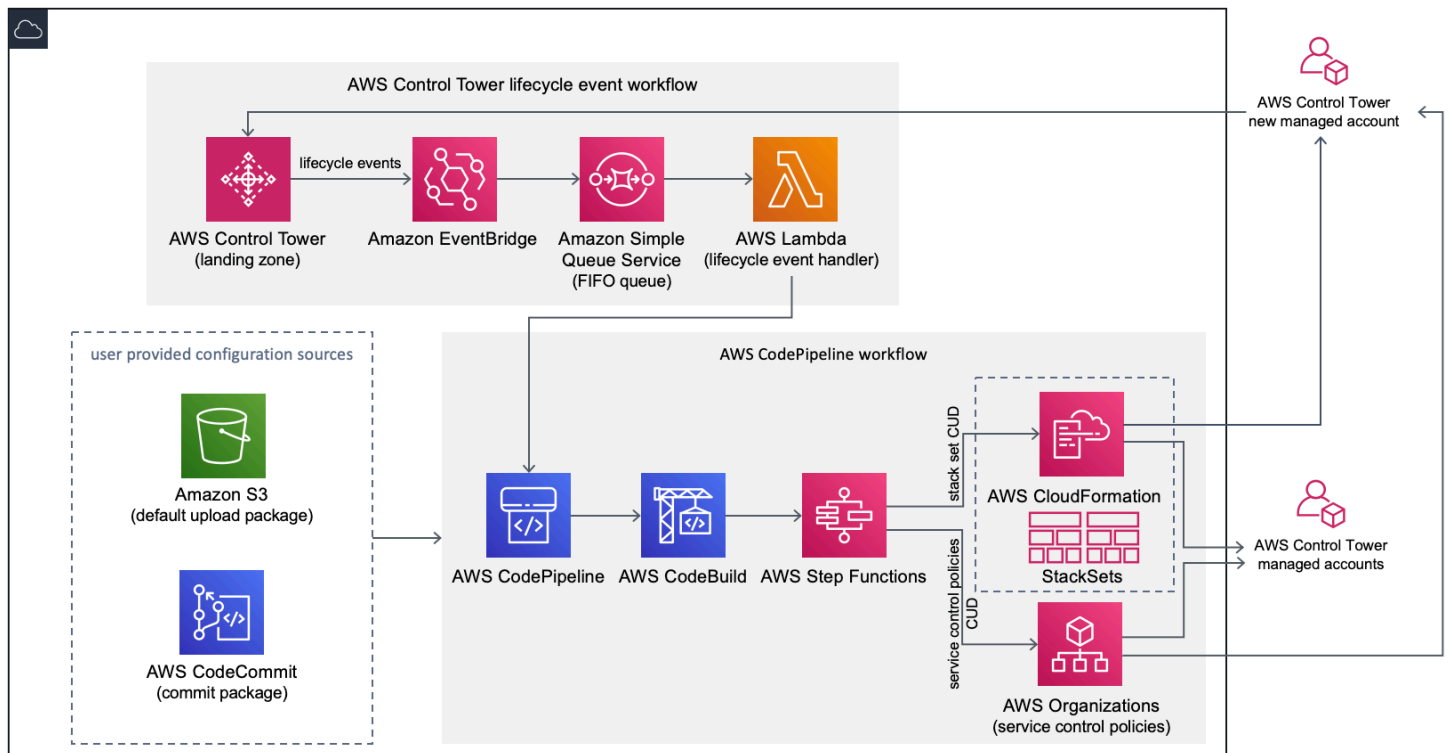 AWS Control Tower lifecycle event workflow
AWS Control Tower
new managed account
lifecycle events
AWS Control Tower
(landing zone)
Amazon EventBridge
Amazon Simple
Queue Service
(FIFO queue)
AWS Lambda
(lifecycle event handler)
user provided configuration sources
Amazon S3
(default upload package)
AWS CodeCommit
(commit package)
AWS CodePipeline workflow
AWS CodePipeline
AWS CodeBuild
AWS Step Functions
stack set CUD
service control policies
CUD
AWS CloudFormation
StackSets
AWS Organizations
(service control policies)
AWS Control Tower
managed accounts